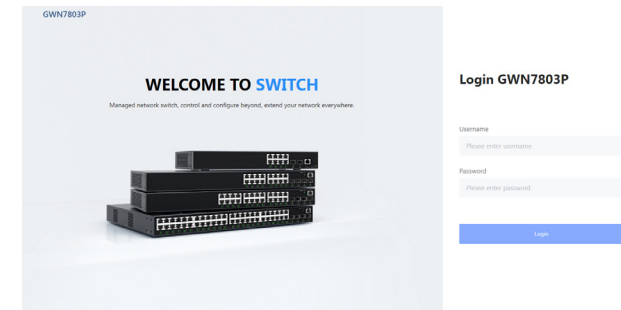 GWN7803P
WELCOME TO SWITCH
Managed network switch, control and configure beyond, extend your network everywhere.
Login GWN7803P
Username
Please enter username
Password
Please enter password
Login